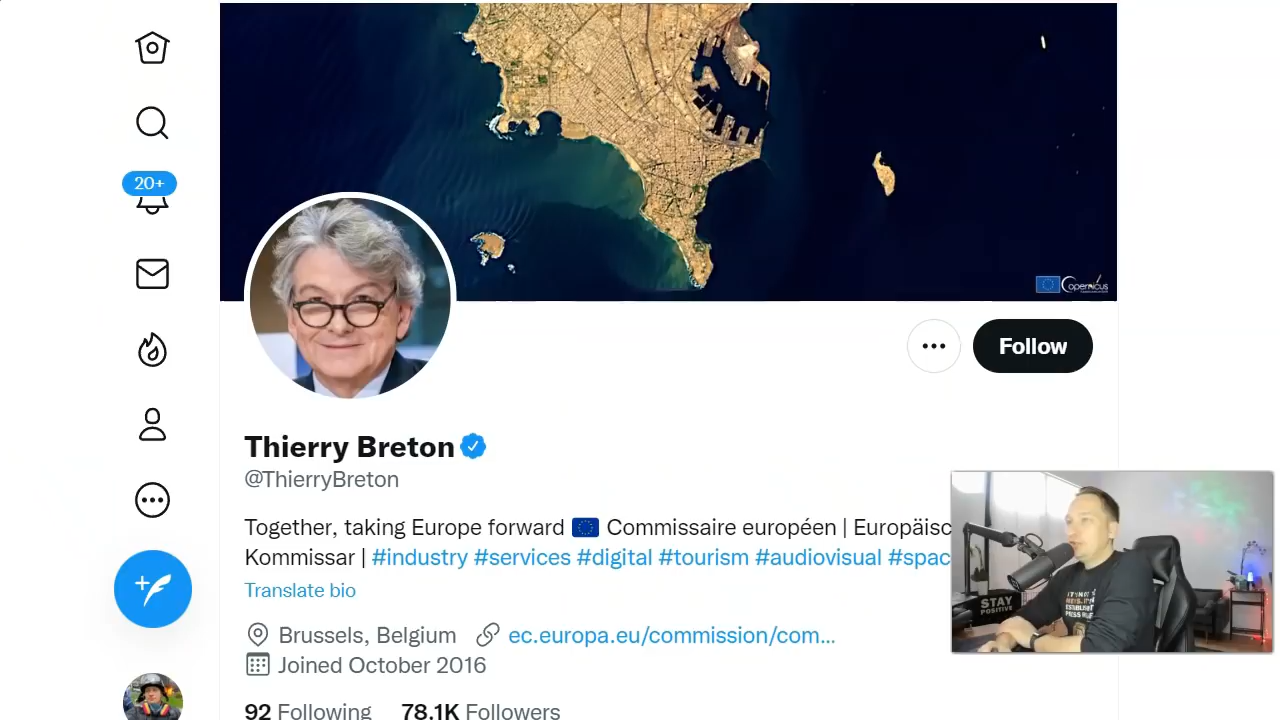 20+
Copernicus
Follow
Thierry Breton
@ThierryBreton
Together, taking Europe forward 🇪🇺 Commissaire européen | Europäisc
Kommissar | #industry #services #digital #tourism #audiovisual #spac
Translate bio
Brussels, Belgium ec.europa.eu/commission/com...
Joined October 2016
92 Following 78.1K Followers
STAY
POSITIVE